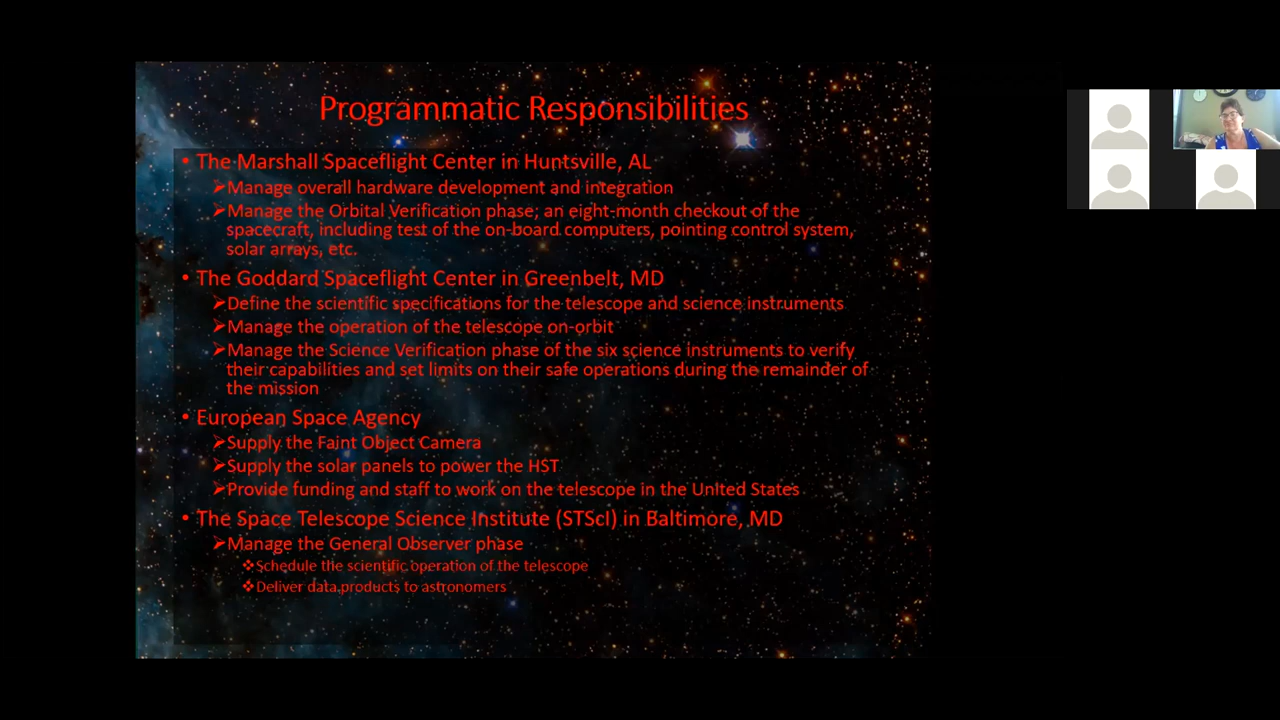 Programmatic Responsibilities
• The Marshall Spaceflight Center in Huntsville, AL
➢Manage overall hardware development and integration
➢Manage the Orbital Verification phase; an eight-month checkout of the
spacecraft, including test of the on-board computers, pointing control system,
solar arrays, etc.
• The Goddard Spaceflight Center in Greenbelt, MD
➢Define the scientific specifications for the telescope and science instruments
➢Manage the operation of the telescope on-orbit
➢Manage the Science Verification phase of the six science instruments to verify
their capabilities and set limits on their safe operations during the remainder of
the mission
• European Space Agency
➢Supply the Faint Object Camera
➢Supply the solar panels to power the HST
➢Provide funding and staff to work on the telescope in the United States
• The Space Telescope Science Institute (STScI) in Baltimore, MD
➢Manage the General Observer phase
❖Schedule the scientific operation of the telescope
❖Deliver data products to astronomers